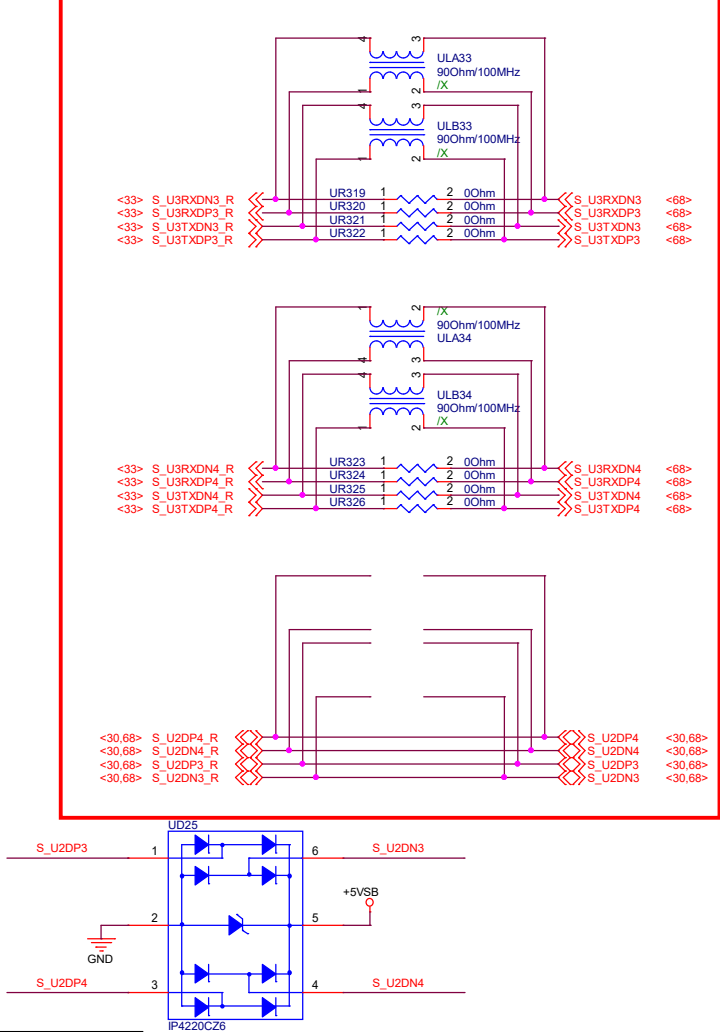 4 3
ULA33
90Ohm/100MHz
1 2 /X
4 3
ULB33
90Ohm/100MHz
1 2 /X
<33> S_U3RXDN3_R UR319 1 2 0Ohm S_U3RXDN3 <68>
<33> S_U3RXDP3_R UR320 1 2 0Ohm S_U3RXDP3 <68>
<33> S_U3TXDN3_R UR321 1 2 0Ohm S_U3TXDN3 <68>
<33> S_U3TXDP3_R UR322 1 2 0Ohm S_U3TXDP3 <68>
1 2 /X
90Ohm/100MHz
ULA34
4 3
4 3
ULB34
90Ohm/100MHz
1 2 /X
<33> S_U3RXDN4_R UR323 1 2 0Ohm S_U3RXDN4 <68>
<33> S_U3RXDP4_R UR324 1 2 0Ohm S_U3RXDP4 <68>
<33> S_U3TXDN4_R UR325 1 2 0Ohm S_U3TXDN4 <68>
<33> S_U3TXDP4_R UR326 1 2 0Ohm S_U3TXDP4 <68>
<30,68> S_U2DP4_R S_U2DP4 <30,68>
<30,68> S_U2DN4_R S_U2DN4 <30,68>
<30,68> S_U2DP3_R S_U2DP3 <30,68>
<30,68> S_U2DN3_R S_U2DN3 <30,68>
UD25
S_U2DP3 1 6 S_U2DN3
+5VSB
2 5
GND
S_U2DP4 3 4 S_U2DN4
IP4220CZ6